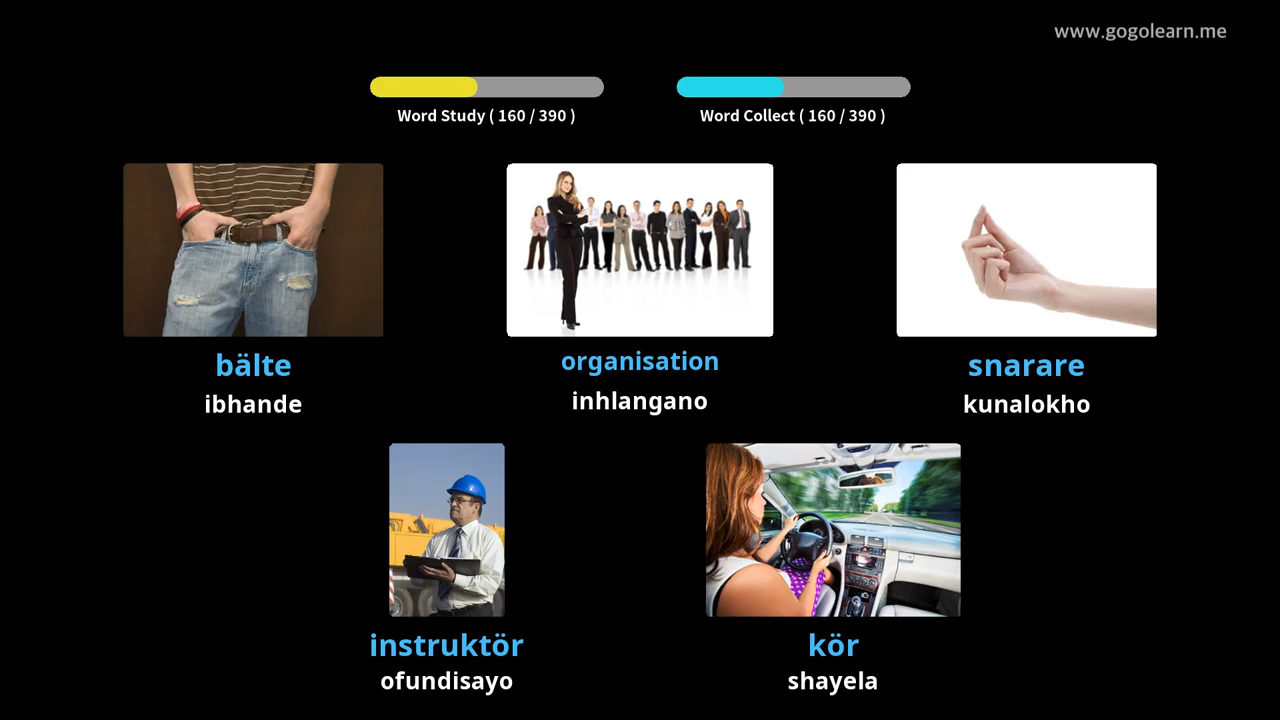 www.gogolearn.me
Word Study ( 160 / 390 )
Word Collect ( 160 / 390 )
bälte
ibhande
organisation
inhlangano
snarare
kunalokho
instruktör
ofundisayo
kör
shayela